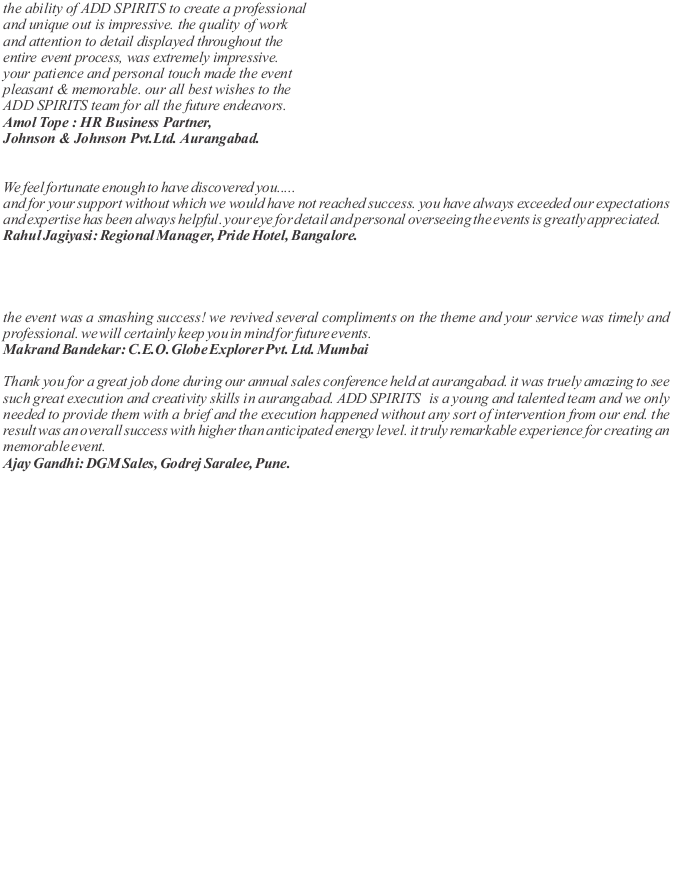 the ability of ADD SPIRITS to create a professional
and unique out is impressive. the quality of work
and attention to detail displayed throughout the
entire event process, was extremely impressive.
your patience and personal touch made the event
pleasant & memorable. our all best wishes to the
ADD SPIRITS team for all the future endeavors.
Amol Tope : HR Business Partner,
Johnson & Johnson Pvt.Ltd. Aurangabad.
We feel fortunate enough to have discovered you.....
and for your support without which we would have not reached success. you have always exceeded our expectations
and expertise has been always helpful. your eye for detail and personal overseeing the events is greatly appreciated.
Rahul Jagiyasi: Regional Manager, Pride Hotel, Bangalore.
the event was a smashing success! we revived several compliments on the theme and your service was timely and
professional. we will certainly keep you in mind for future events.
Makrand Bandekar: C.E.O. Globe Explorer Pvt. Ltd. Mumbai
Thank you for a great job done during our annual sales conference held at aurangabad. it was truely amazing to see
such great execution and creativity skills in aurangabad. ADD SPIRITS is a young and talented team and we only
needed to provide them with a brief and the execution happened without any sort of intervention from our end. the
result was an overall success with higher than anticipated energy level. it truly remarkable experience for creating an
memorable event.
Ajay Gandhi: DGM Sales, Godrej Saralee, Pune.